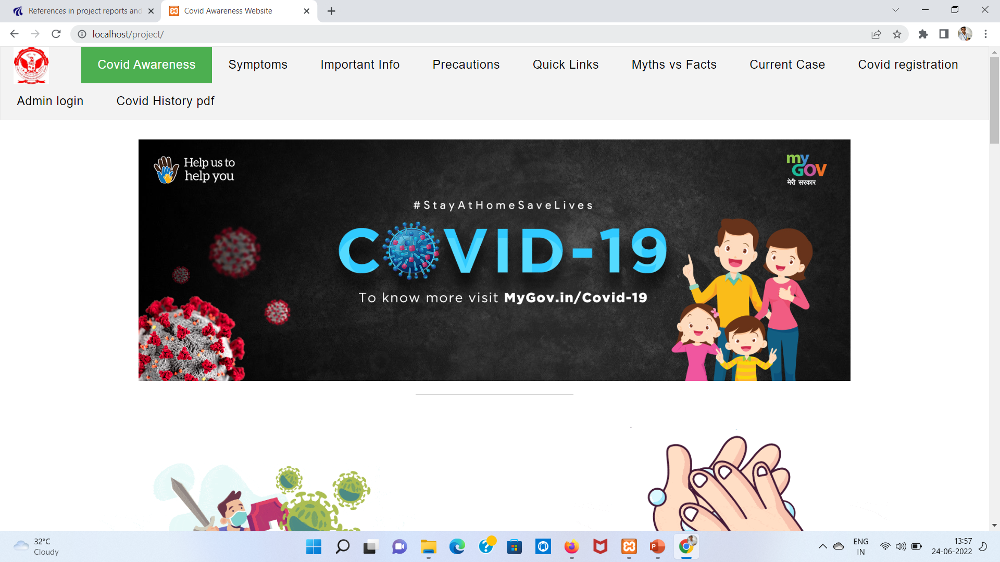 References in project reports and
Covid Awareness Website
localhost/project/
Covid Awareness
Symptoms
Important Info
Precautions
Quick Links
Myths vs Facts
Current Case
Covid registration
Admin login
Covid History pdf
Help us to
help you
my
GOV
मेरी सरकार
#StayAtHomeSaveLives
COVID-19
To know more visit MyGov.in/Covid-19
32°C
Cloudy
ENG
IN
13:57
24-06-2022